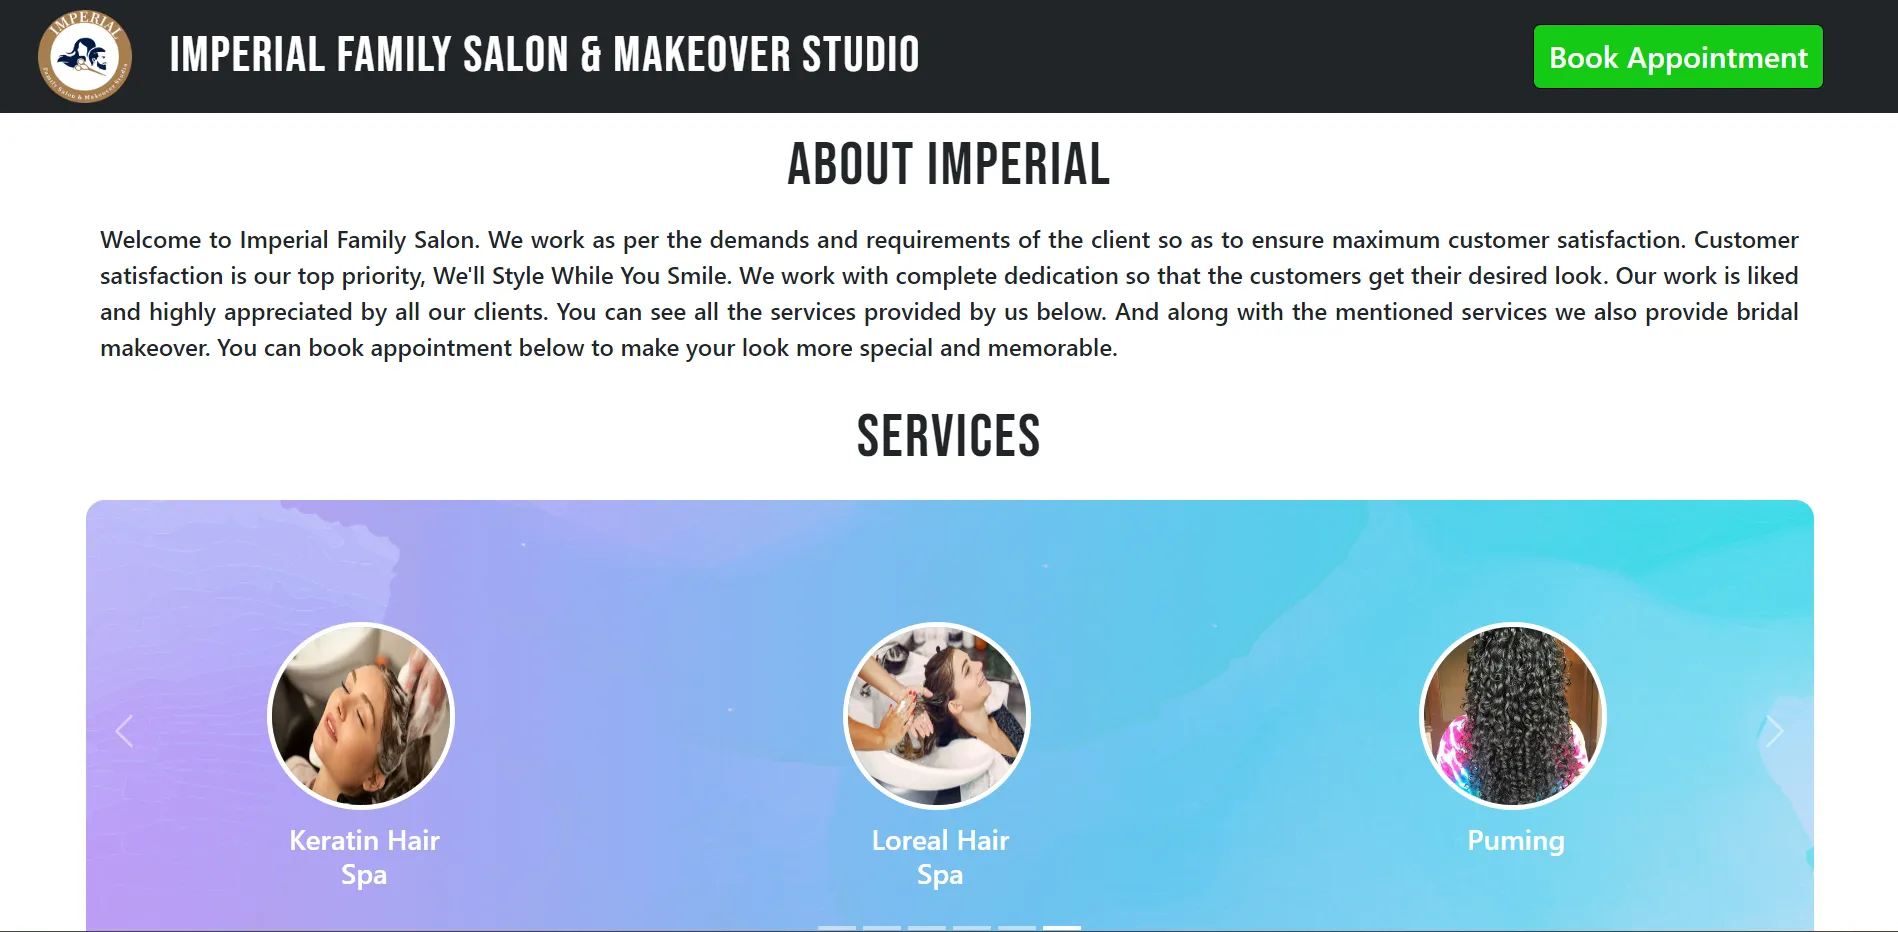 IMPERIAL
Family Salon & Makeover Studio
IMPERIAL FAMILY SALON & MAKEOVER STUDIO
Book Appointment
ABOUT IMPERIAL
Welcome to Imperial Family Salon. We work as per the demands and requirements of the client so as to ensure maximum customer satisfaction. Customer
satisfaction is our top priority, We'll Style While You Smile. We work with complete dedication so that the customers get their desired look. Our work is liked
and highly appreciated by all our clients. You can see all the services provided by us below. And along with the mentioned services we also provide bridal
makeover. You can book appointment below to make your look more special and memorable.
SERVICES
Keratin Hair
Spa
Loreal Hair
Spa
Puming